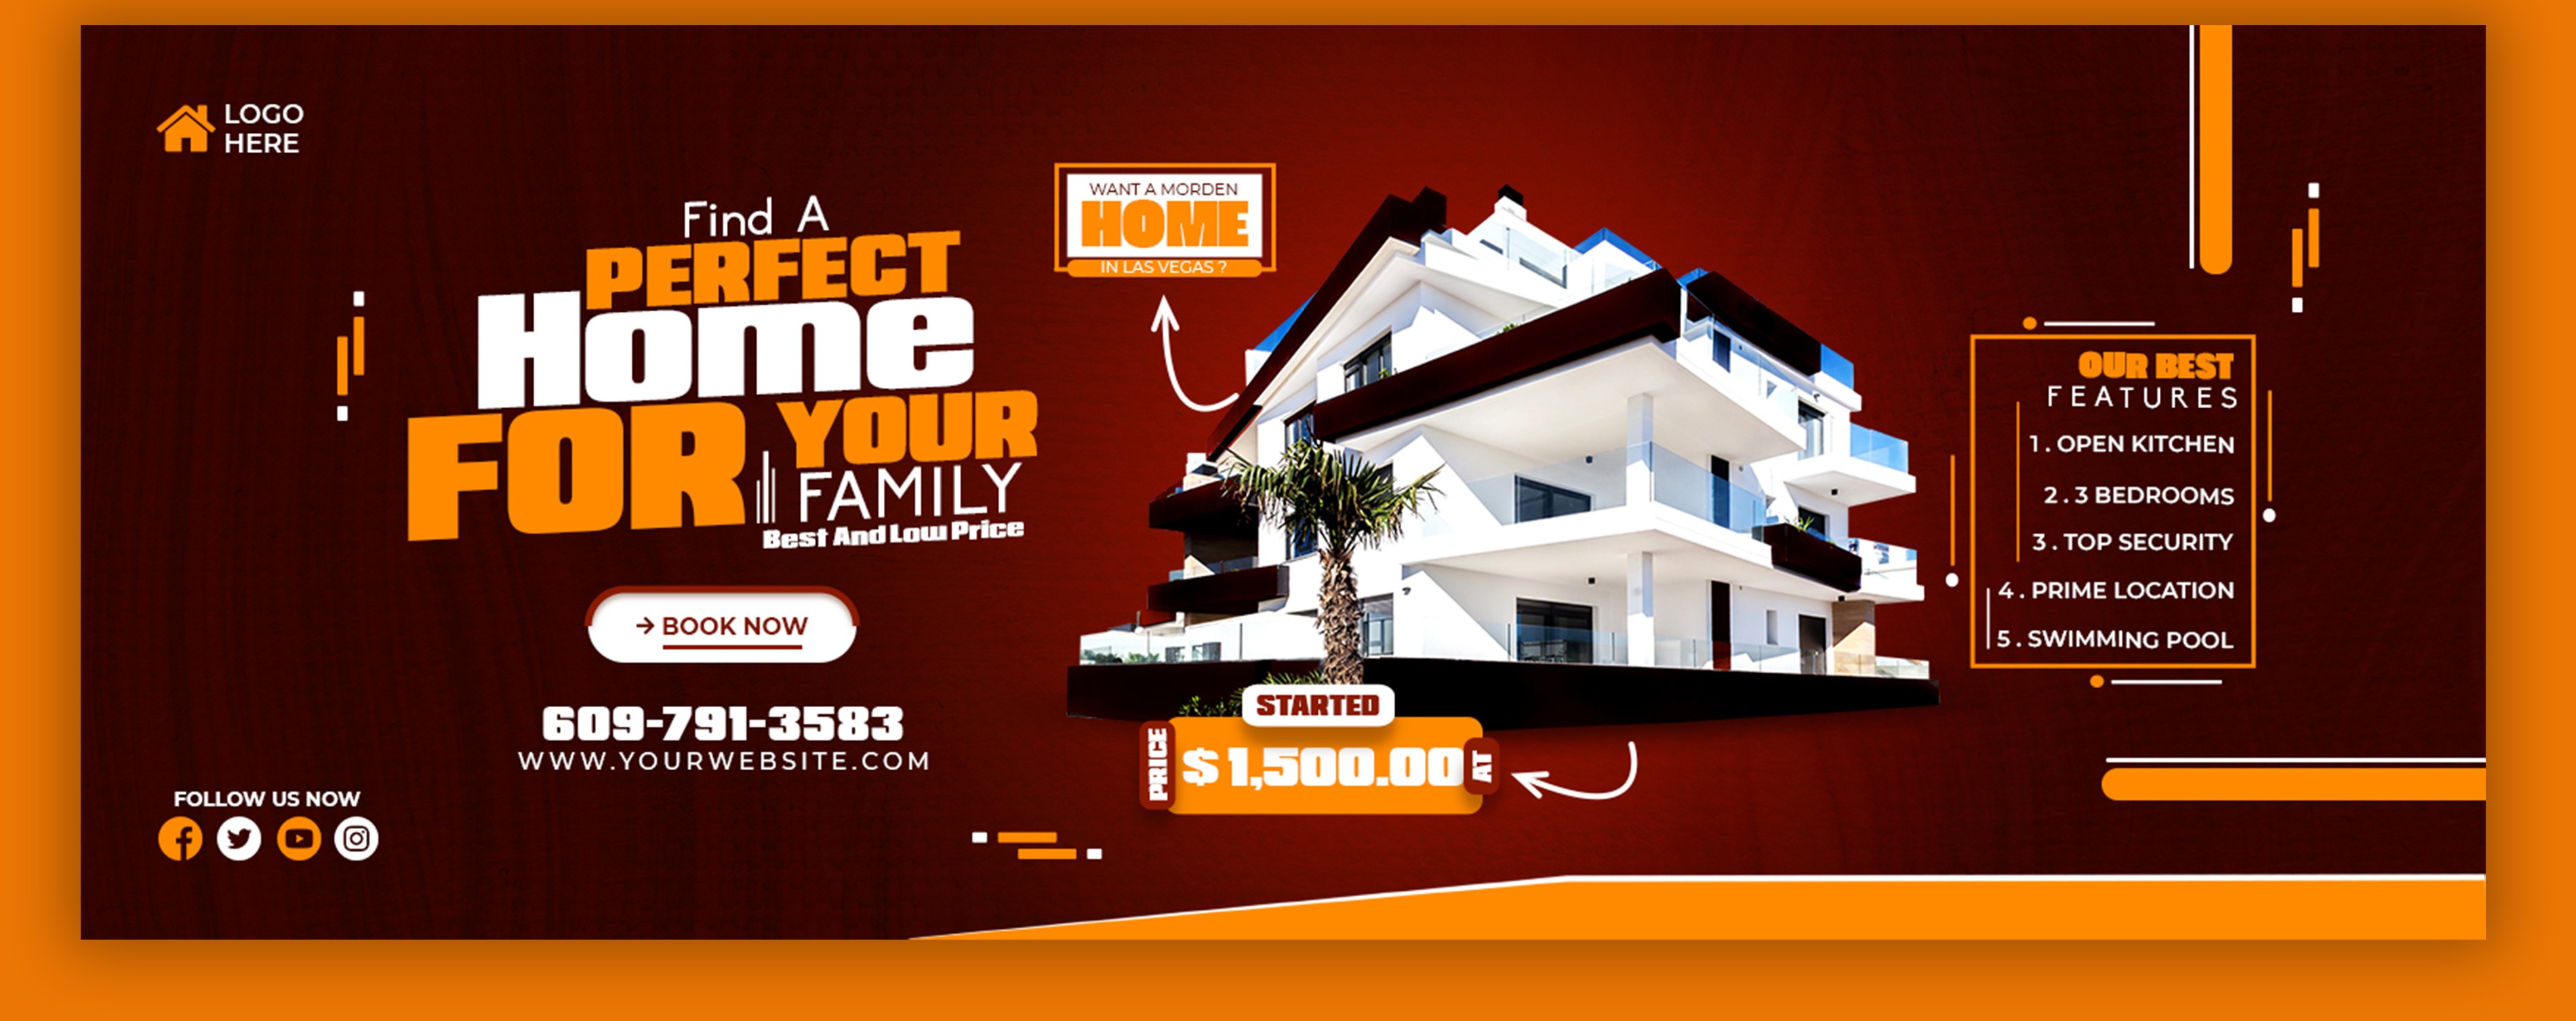 LOGO
HERE
Find A
PERFECT
Home
FOR YOUR
FAMILY
Best And Low Price
→ BOOK NOW
609-791-3583
WWW.YOURWEBSITE.COM
FOLLOW US NOW
WANT A MORDEN
HOME
IN LAS VEGAS ?
STARTED
PRICE
$1,500.00
AT
OUR BEST
FEATURES
1. OPEN KITCHEN
2. 3 BEDROOMS
3. TOP SECURITY
4. PRIME LOCATION
5. SWIMMING POOL